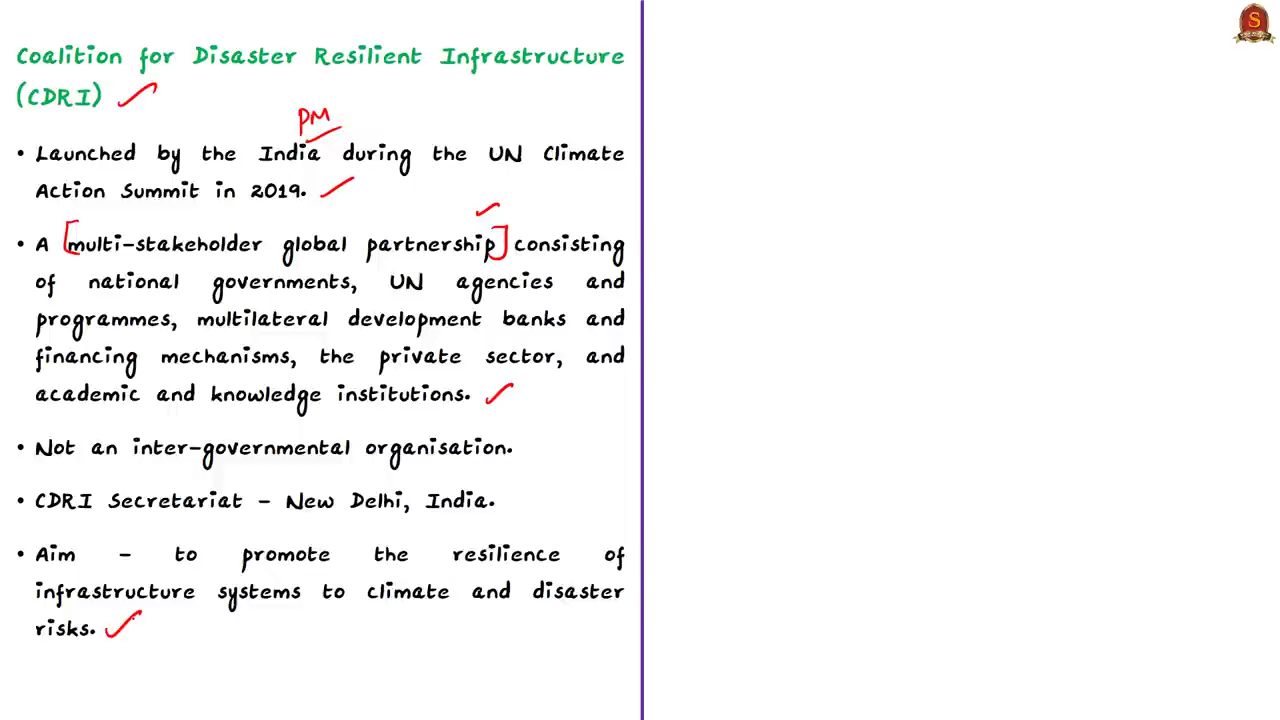 Coalition for Disaster Resilient Infrastructure
(CDRI)
PM
• Launched by the India during the UN Climate
Action Summit in 2019.
• A [multi-stakeholder global partnership] consisting
of national governments, UN agencies and
programmes, multilateral development banks and
financing mechanisms, the private sector, and
academic and knowledge institutions.
• Not an inter-governmental organisation.
• CDRI Secretariat - New Delhi, India.
• Aim - to promote the resilience of
infrastructure systems to climate and disaster
risks.
S